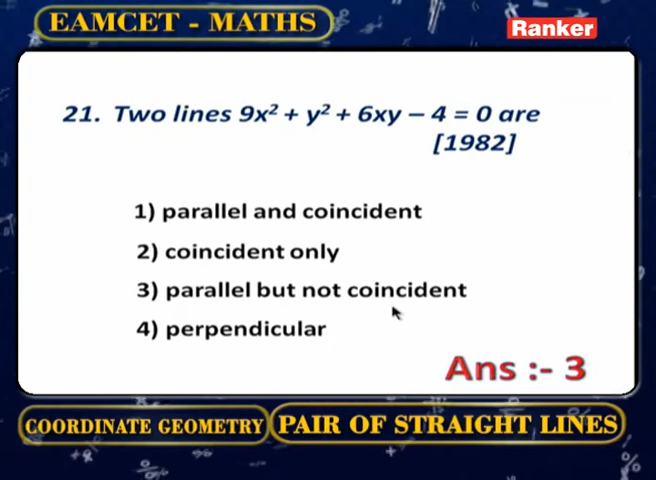 EAMCET - MATHS
Ranker
21. Two lines 9x² + y² + 6xy – 4 = 0 are
[1982]
1) parallel and coincident
2) coincident only
3) parallel but not coincident
4) perpendicular
Ans :- 3
COORDINATE GEOMETRY
PAIR OF STRAIGHT LINES